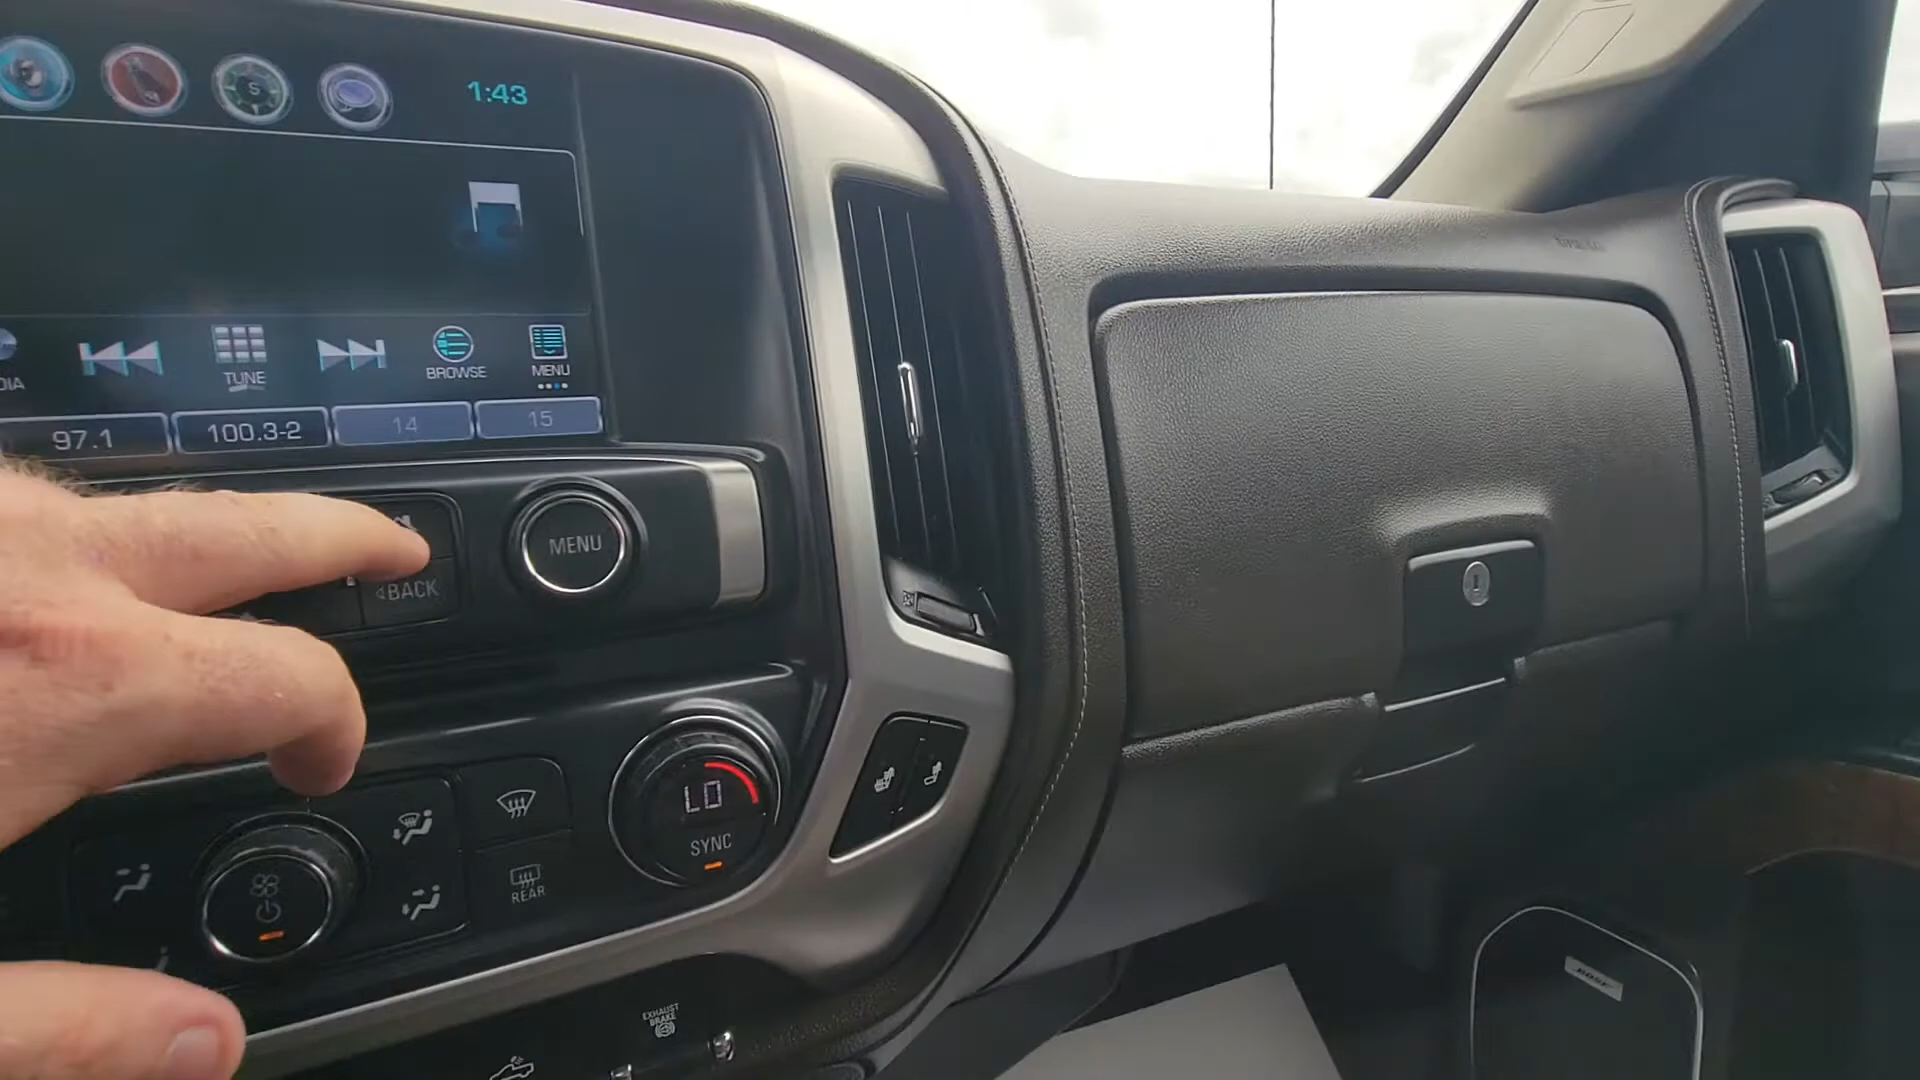 S
1:43
TUNE
BROWSE
MENU
97.1
100.3-2
14
15
BACK
MENU
LO
SYNC
REAR
EXHAUST
BRAKE
BOSE